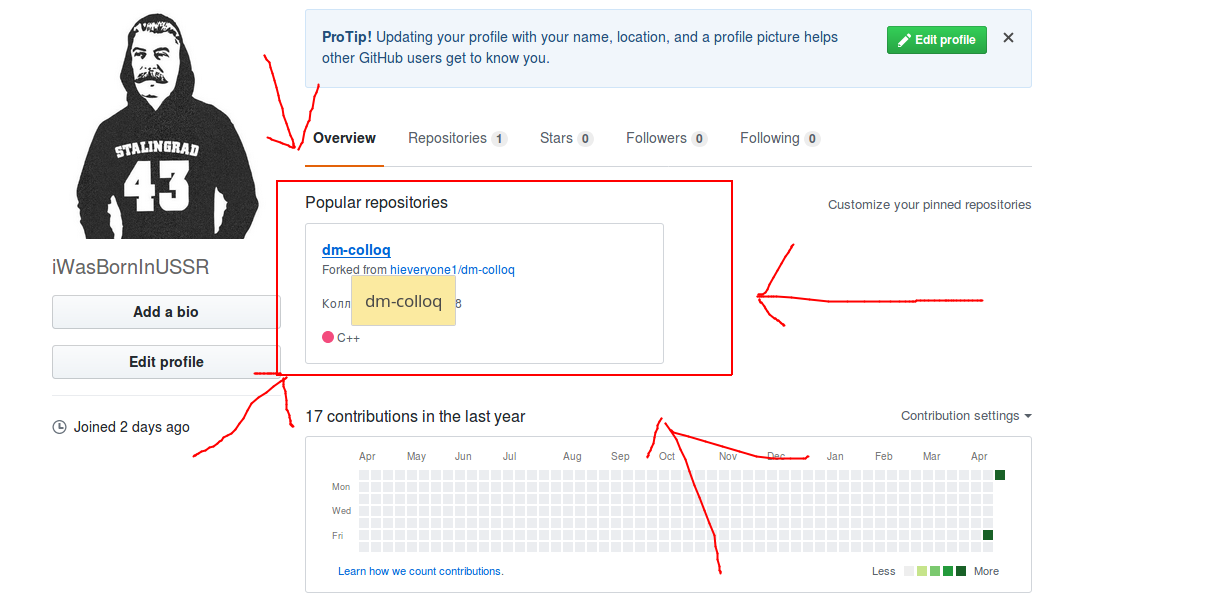 ProTip! Updating your profile with your name, location, and a profile picture helps
other GitHub users get to know you.
Edit profile
STALINGRAD
43
Overview
Repositories 1
Stars 0
Followers 0
Following 0
Popular repositories
Customize your pinned repositories
dm-colloq
Forked from hieveryone1/dm-colloq
Колл
8
dm-colloq
C++
iWasBornInUSSR
Add a bio
Edit profile
Joined 2 days ago
17 contributions in the last year
Contribution settings
Apr May Jun Jul Aug Sep Oct Nov Dec Jan Feb Mar Apr
Mon
Wed
Fri
Learn how we count contributions.
Less
More